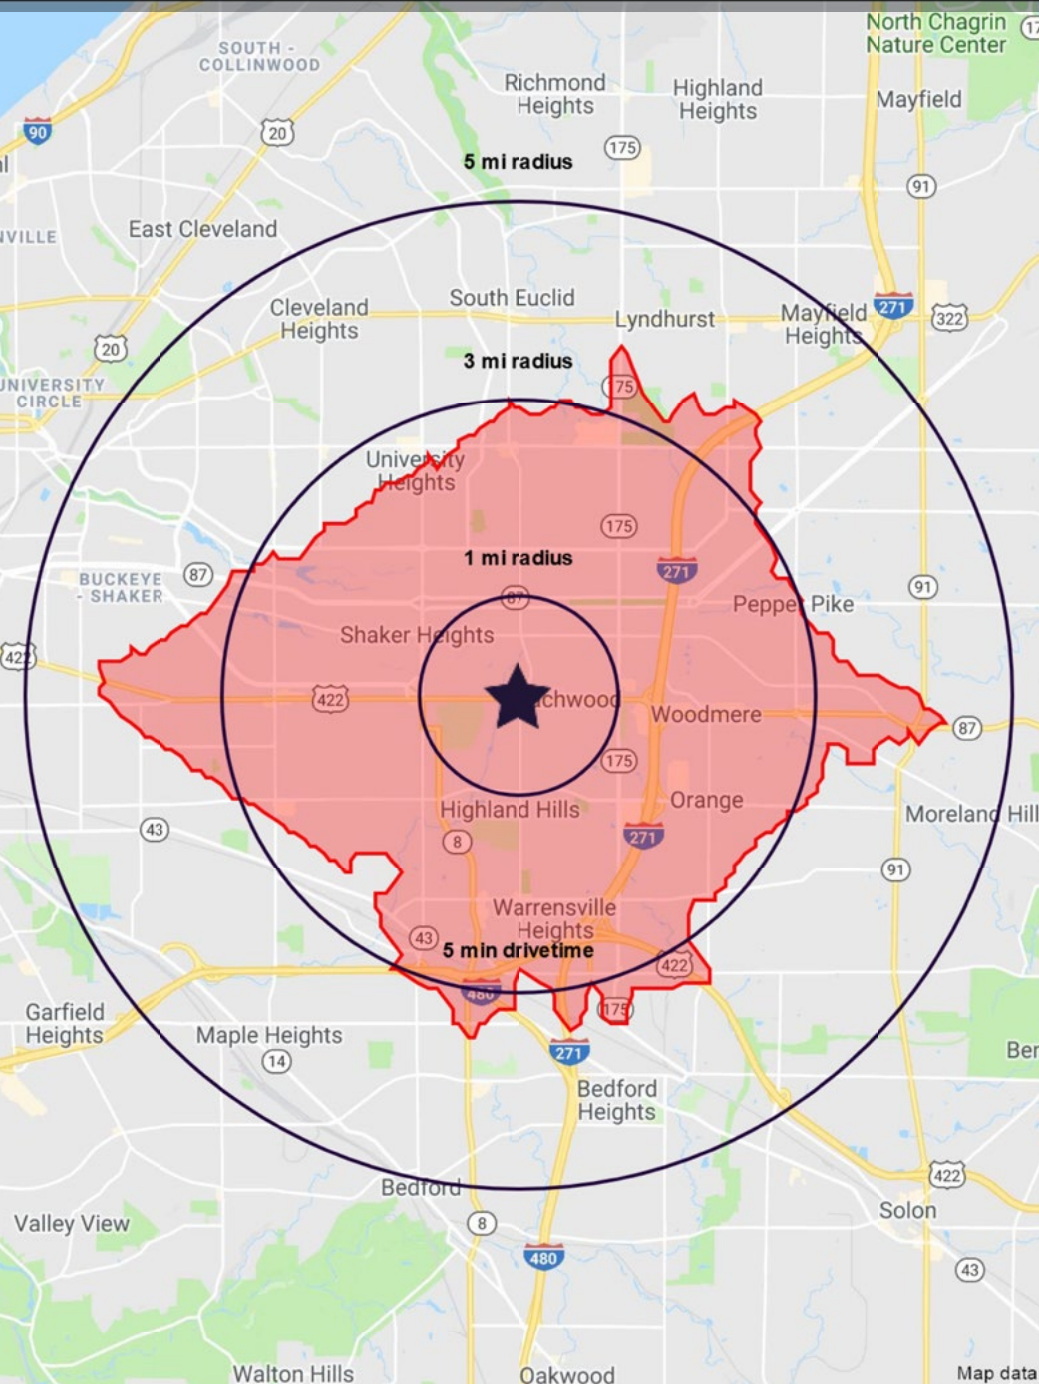 North Chagrin
Nature Center
17
SOUTH -
COLLINWOOD
Richmond
Heights
Highland
Heights
Mayfield
90
20
175
5 mi radius
91
East Cleveland
271
322
Cleveland
Heights
South Euclid
Lyndhurst
Mayfield
Heights
20
3 mi radius
UNIVERSITY
CIRCLE
175
University
Heights
175
1 mi radius
271
BUCKEYE
- SHAKER
87
91
87
Pepper Pike
Shaker Heights
422
422
chwood
Woodmere
87
175
Orange
Highland Hills
Moreland Hill
43
8
271
91
Warrensville
Heights
43
5 min drivetime
422
480
175
Garfield
Heights
Maple Heights
14
271
Ber
Bedford
Heights
Bedford
422
Solon
Valley View
8
480
43
Walton Hills
Oakwood
Map data